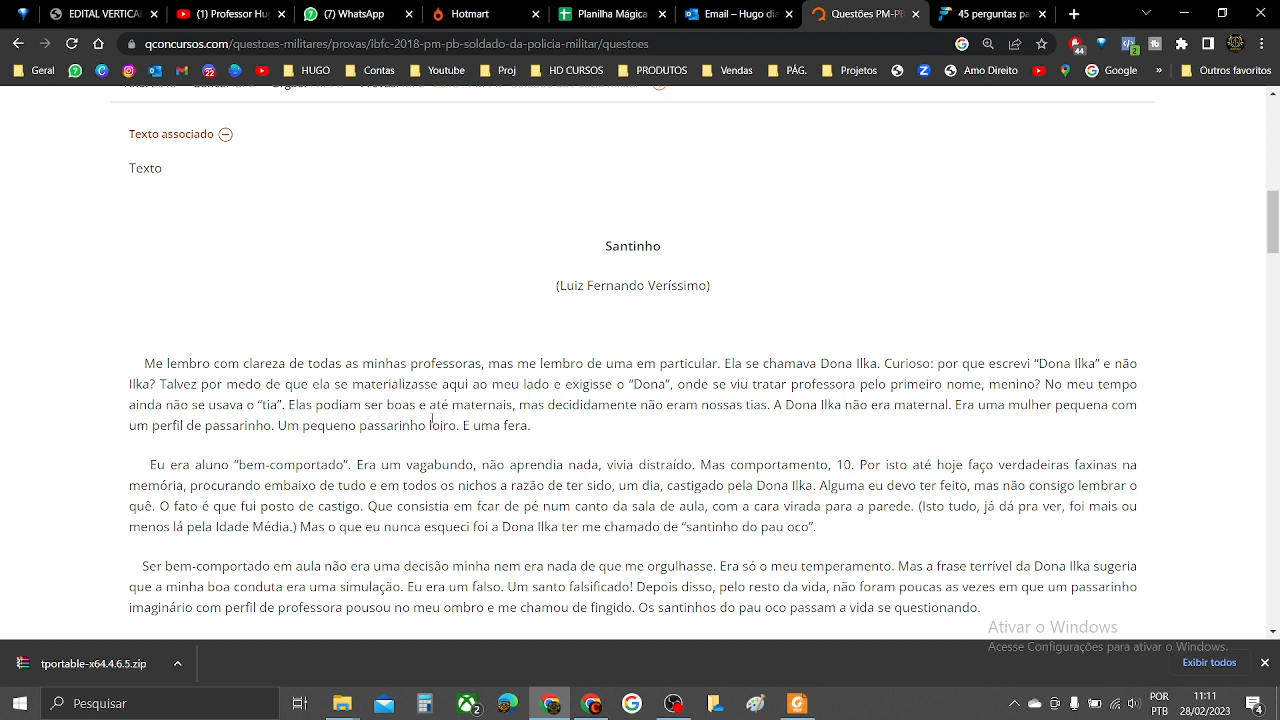 EDITAL VERTICAL
(1) Professor Hug
(7) WhatsApp
Hotmart
Planilha Mágica
Email – Hugo dia
Questões PM-PB
45 perguntas pa
qconcursos.com/questoes-militares/provas/ibfc-2018-pm-pb-soldado-da-policia-militar/questoes
44
2
Geral
22
HUGO
Contas
Youtube
Pixel
HD CURSOS
PRODUTOS
Vendas
PÁG.
Projetos
Amo Direito
Google
»
Outros favoritos
Texto associado
Texto
Santinho
(Luiz Fernando Veríssimo)
Me lembro com clareza de todas as minhas professoras, mas me lembro de uma em particular. Ela se chamava Dona Ilka. Curioso: por que escrevi “Dona Ilka” e não
Ilka? Talvez por medo de que ela se materializasse aqui ao meu lado e exigisse o “Dona”, onde se viu tratar professora pelo primeiro nome, menino? No meu tempo
ainda não se usava o “tia”. Elas podiam ser boas e até maternais, mas decididamente não eram nossas tias. A Dona Ilka não era maternal. Era uma mulher pequena com
um perfil de passarinho. Um pequeno passarinho loiro. E uma fera.
Eu era aluno “bem-comportado”. Era um vagabundo, não aprendia nada, vivia distraído. Mas comportamento, 10. Por isto até hoje faço verdadeiras faxinas na
memória, procurando embaixo de tudo e em todos os nichos a razão de ter sido, um dia, castigado pela Dona Ilka. Alguma eu devo ter feito, mas não consigo lembrar o
quê. O fato é que fui posto de castigo. Que consistia em fcar de pé num canto da sala de aula, com a cara virada para a parede. (Isto tudo, já dá pra ver, foi mais ou
menos lá pela Idade Média.) Mas o que eu nunca esqueci foi a Dona Ilka ter me chamado de “santinho do pau oco”.
Ser bem-comportado em aula não era uma decisão minha nem era nada de que me orgulhasse. Era só o meu temperamento. Mas a frase terrível da Dona Ilka sugeria
que a minha boa conduta era uma simulação. Eu era um falso. Um santo falsificado! Depois disso, pelo resto da vida, não foram poucas as vezes em que um passarinho
imaginário com perfil de professora pousou no meu ombro e me chamou de fingido. Os santinhos do pau oco passam a vida se questionando.
Ativar o Windows
Acesse Configurações para ativar o Windows.
tportable-x64.4.6.5.zip
Exibir todos
Pesquisar
2
POR
PTB
11:11
28/02/2023